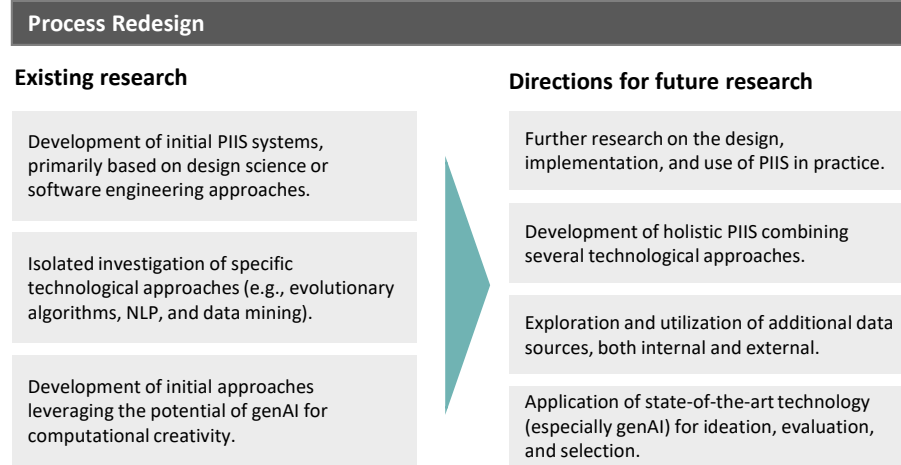 Process Redesign
Existing research
Development of initial PIIS systems,
primarily based on design science or
software engineering approaches.
Isolated investigation of specific
technological approaches (e.g., evolutionary
algorithms, NLP, and data mining).
Development of initial approaches
leveraging the potential of genAI for
computational creativity.
Directions for future research
Further research on the design,
implementation, and use of PIIS in practice.
Development of holistic PIIS combining
several technological approaches.
Exploration and utilization of additional data
sources, both internal and external.
Application of state-of-the-art technology
(especially genAI) for ideation, evaluation,
and selection.